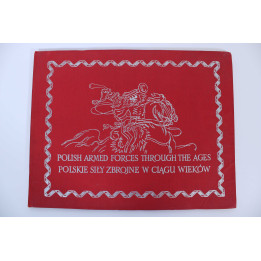 POLISH ARMED FORCES THROUGH THE AGES
POLSKIE SIŁY ZBROJNE W CIĄGU WIEKÓW